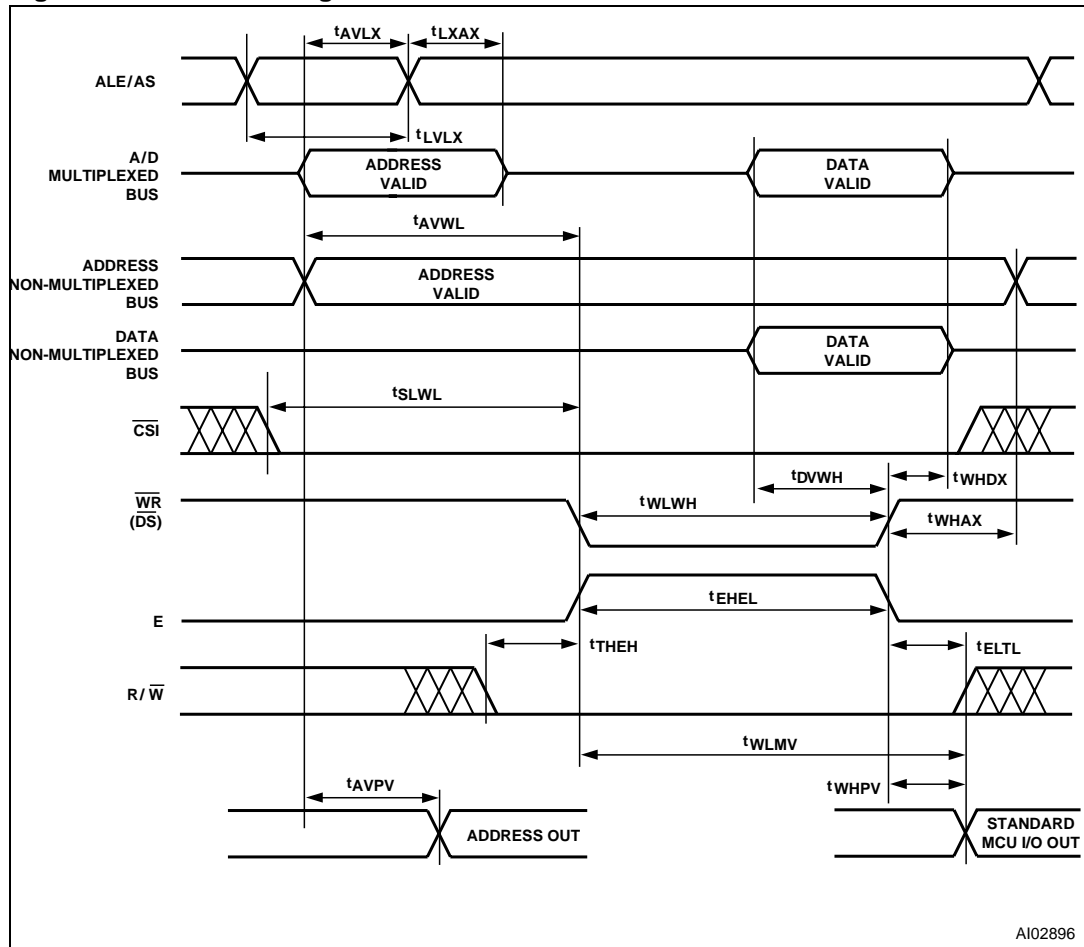 tAVLX
tLXAX
ALE/AS
tLVLX
A/D
MULTIPLEXED
BUS
ADDRESS
VALID
DATA
VALID
tAVWL
ADDRESS
NON-MULTIPLEXED
BUS
ADDRESS
VALID
DATA
NON-MULTIPLEXED
BUS
DATA
VALID
tSLWL
CSI
tDVWH
tWHDX
WR
(DS)
tWLWH
tWHAX
tEHEL
E
tTHEH
tELTL
R/ W
tWLMV
tAVPV
tWHPV
ADDRESS OUT
STANDARD
MCU I/O OUT
AI02896